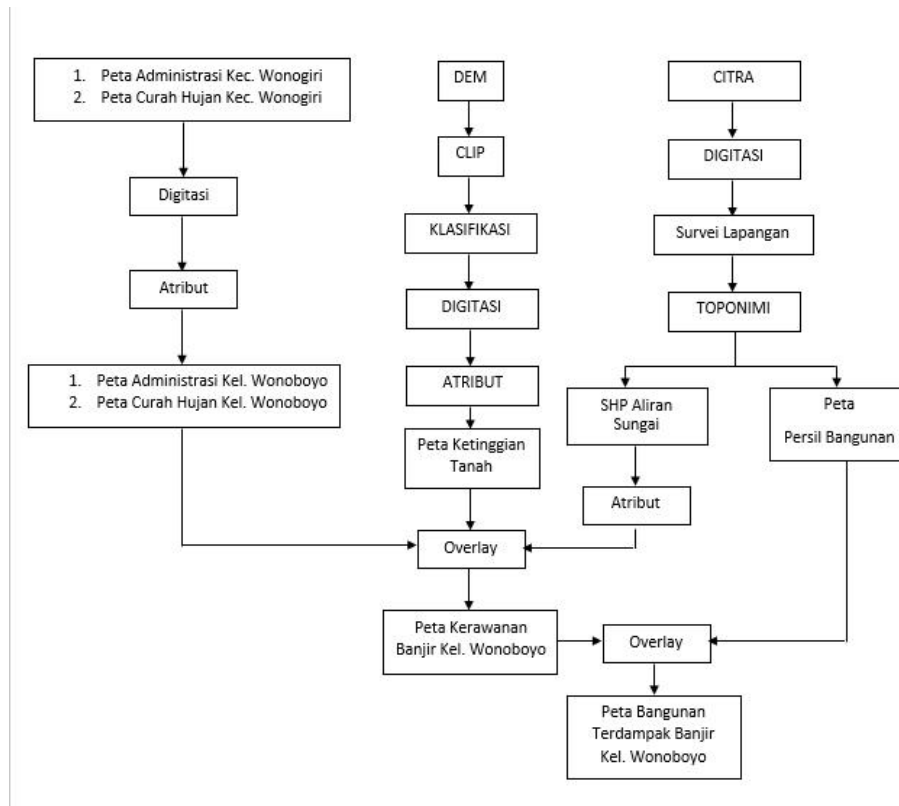 1. Peta Administrasi Kec. Wonogiri
2. Peta Curah Hujan Kec. Wonogiri
DEM
CITRA
CLIP
DIGITASI
Digitasi
KLASIFIKASI
Survei Lapangan
Atribut
DIGITASI
TOPONIMI
1. Peta Administrasi Kel. Wonoboyo
2. Peta Curah Hujan Kel. Wonoboyo
ATRIBUT
SHP Aliran
Sungai
Peta
Persil Bangunan
Peta Ketinggian
Tanah
Atribut
Overlay
Peta Kerawanan
Banjir Kel. Wonoboyo
Overlay
Peta Bangunan
Terdampak Banjir
Kel. Wonoboyo